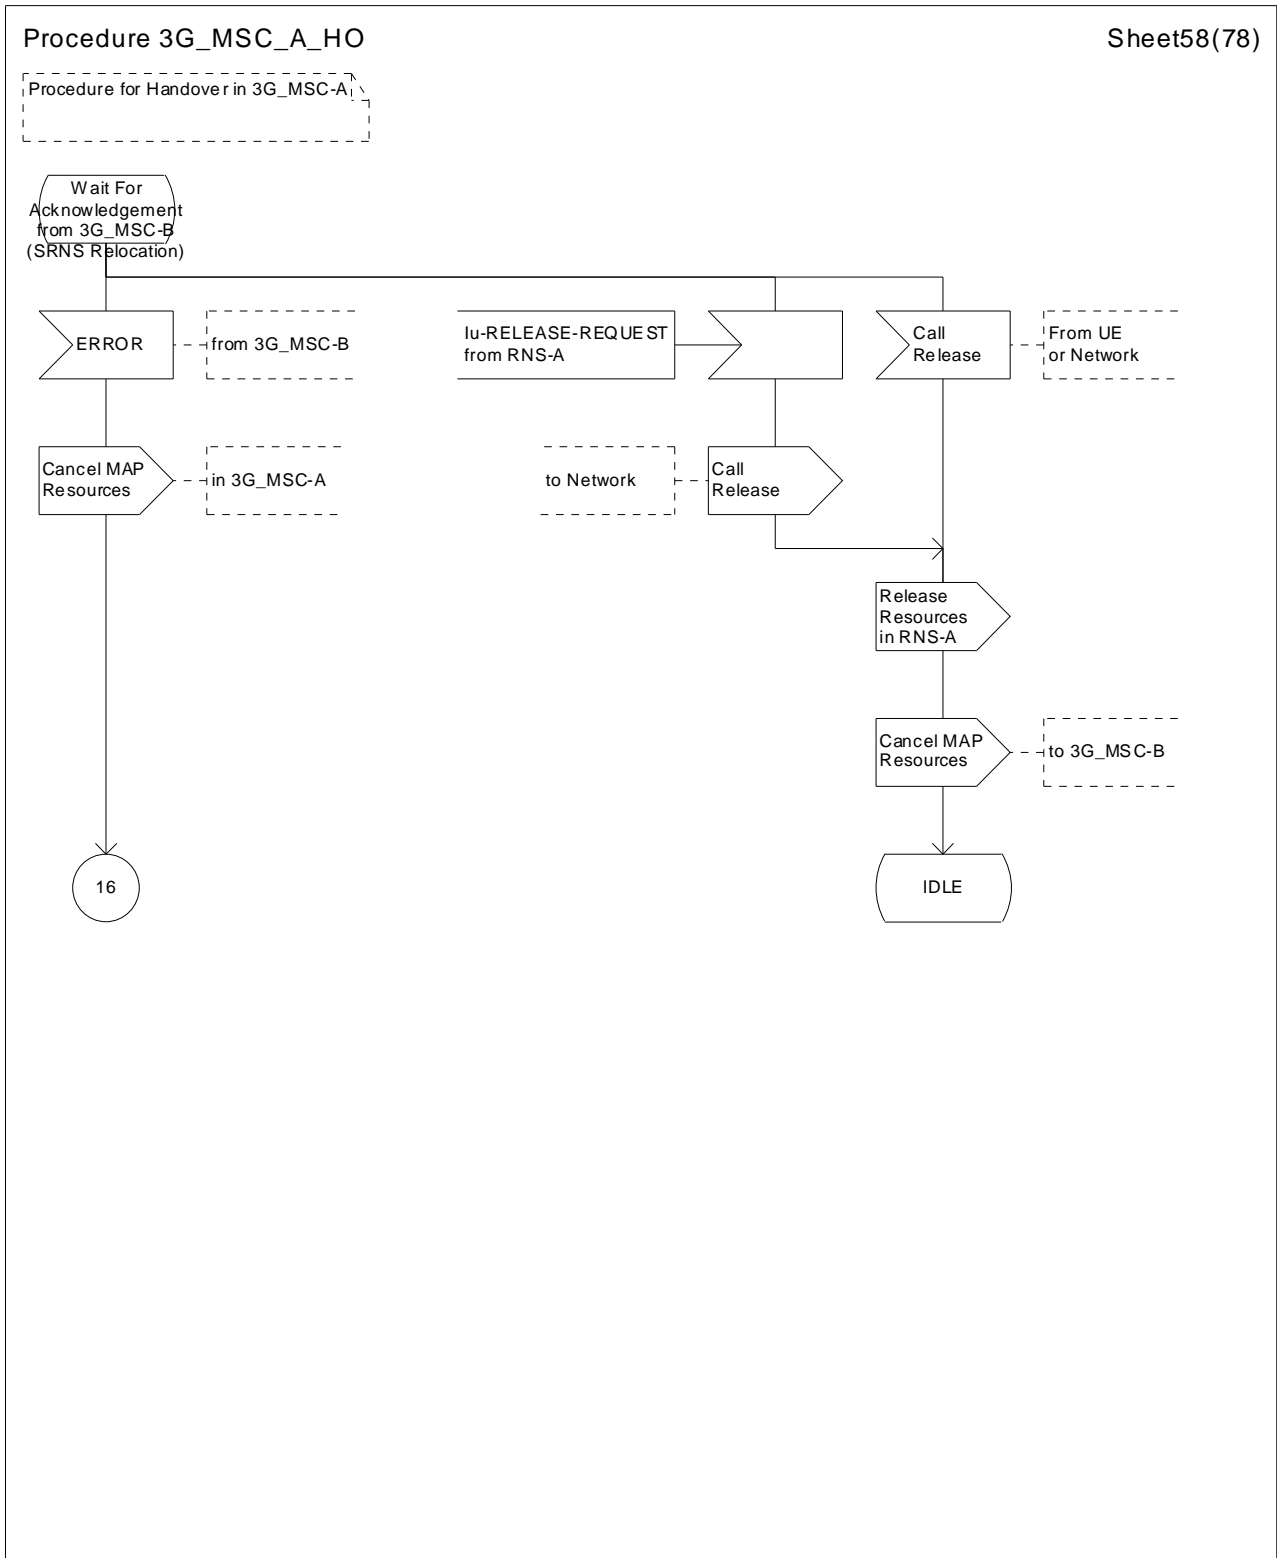 Procedure 3G_MSC_A_HO
Sheet58(78)
Procedure for Handover in 3G_MSC-A
Wait For
Acknowledgement
from 3G_MSC-B
(SRNS Relocation)
ERROR
from 3G_MSC-B
Iu-RELEASE-REQUEST
from RNS-A
Call
Release
From UE
or Network
Cancel MAP
Resources
in 3G_MSC-A
to Network
Call
Release
Release
Resources
in RNS-A
Cancel MAP
Resources
to 3G_MSC-B
16
IDLE